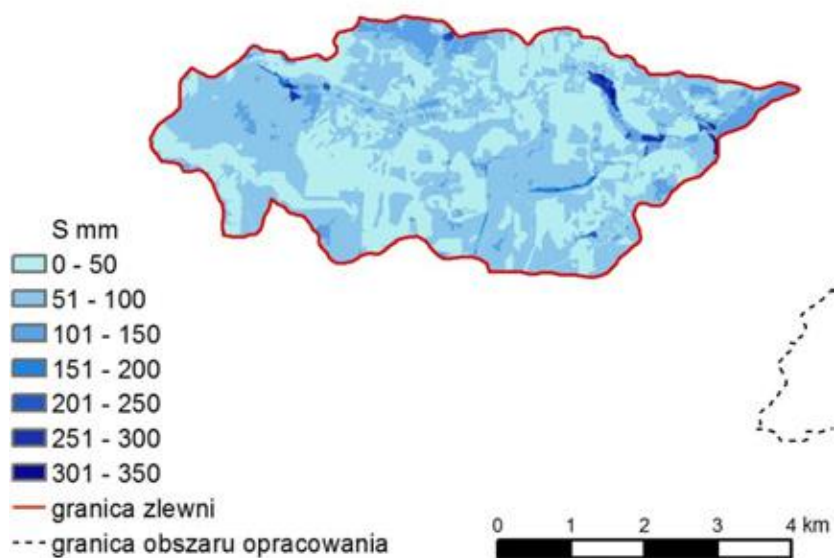 S mm
0 - 50
51 - 100
101 - 150
151 - 200
201 - 250
251 - 300
301 - 350
granica zlewni
granica obszaru opracowania
0 1 2 3 4 km